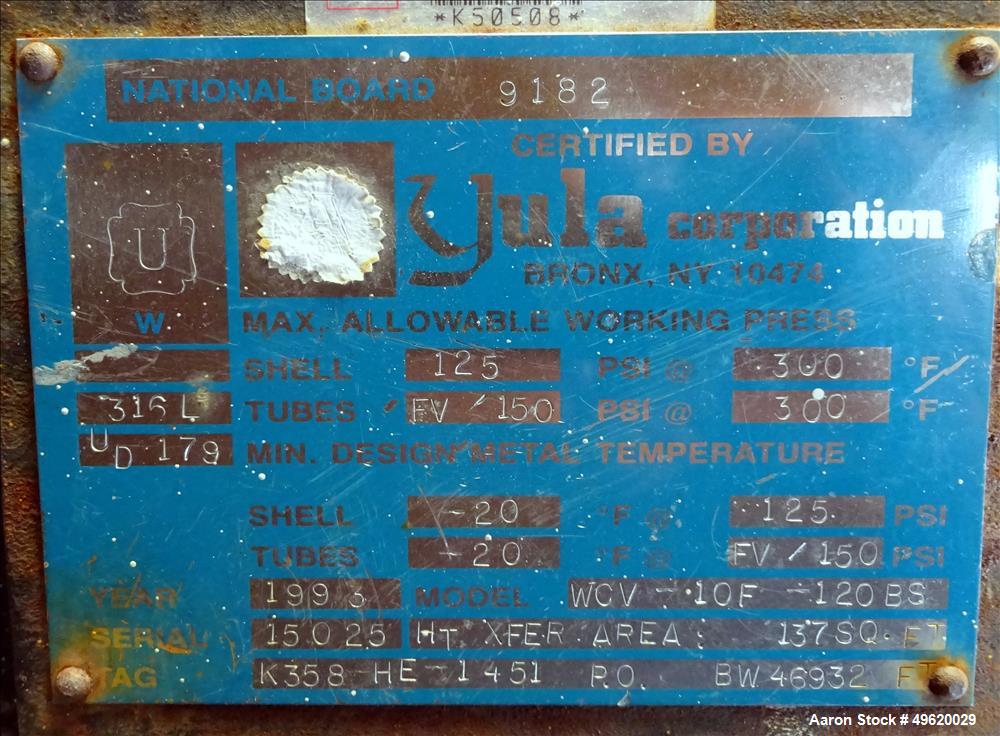 *K50508*
NATIONAL BOARD 9182
CERTIFIED BY
Yula corporation
BRONX, NY 10474
U
W
MAX. ALLOWABLE WORKING PRESS
SHELL 125 PSI @ 300 °F
316L TUBES FV/150 PSI @ 300 °F
UD 179 MIN. DESIGN METAL TEMPERATURE
SHELL -20 °F @ 125 PSI
TUBES -20 °F @ FV/150 PSI
YEAR 1993 MODEL WCV-10F-120BS
SERIAL 15025 HT. XFER AREA: 137 SQ. FT
TAG K358-HE-1451 P.O. BW46932 FT
Aaron Stock # 49620029